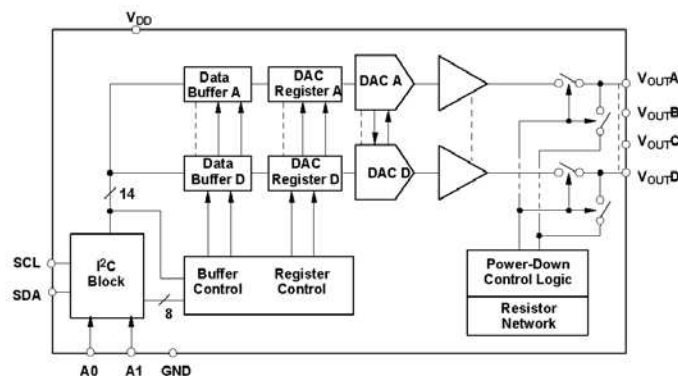 VDD
Data
Buffer A
DAC
Register A
DAC A
VOUTA
VOUTB
VOUTC
Data
Buffer D
DAC
Register D
DAC D
VOUTD
14
SCL
SDA
I²C
Block
8
Buffer
Control
Register
Control
Power-Down
Control Logic
Resistor
Network
A0
A1
GND